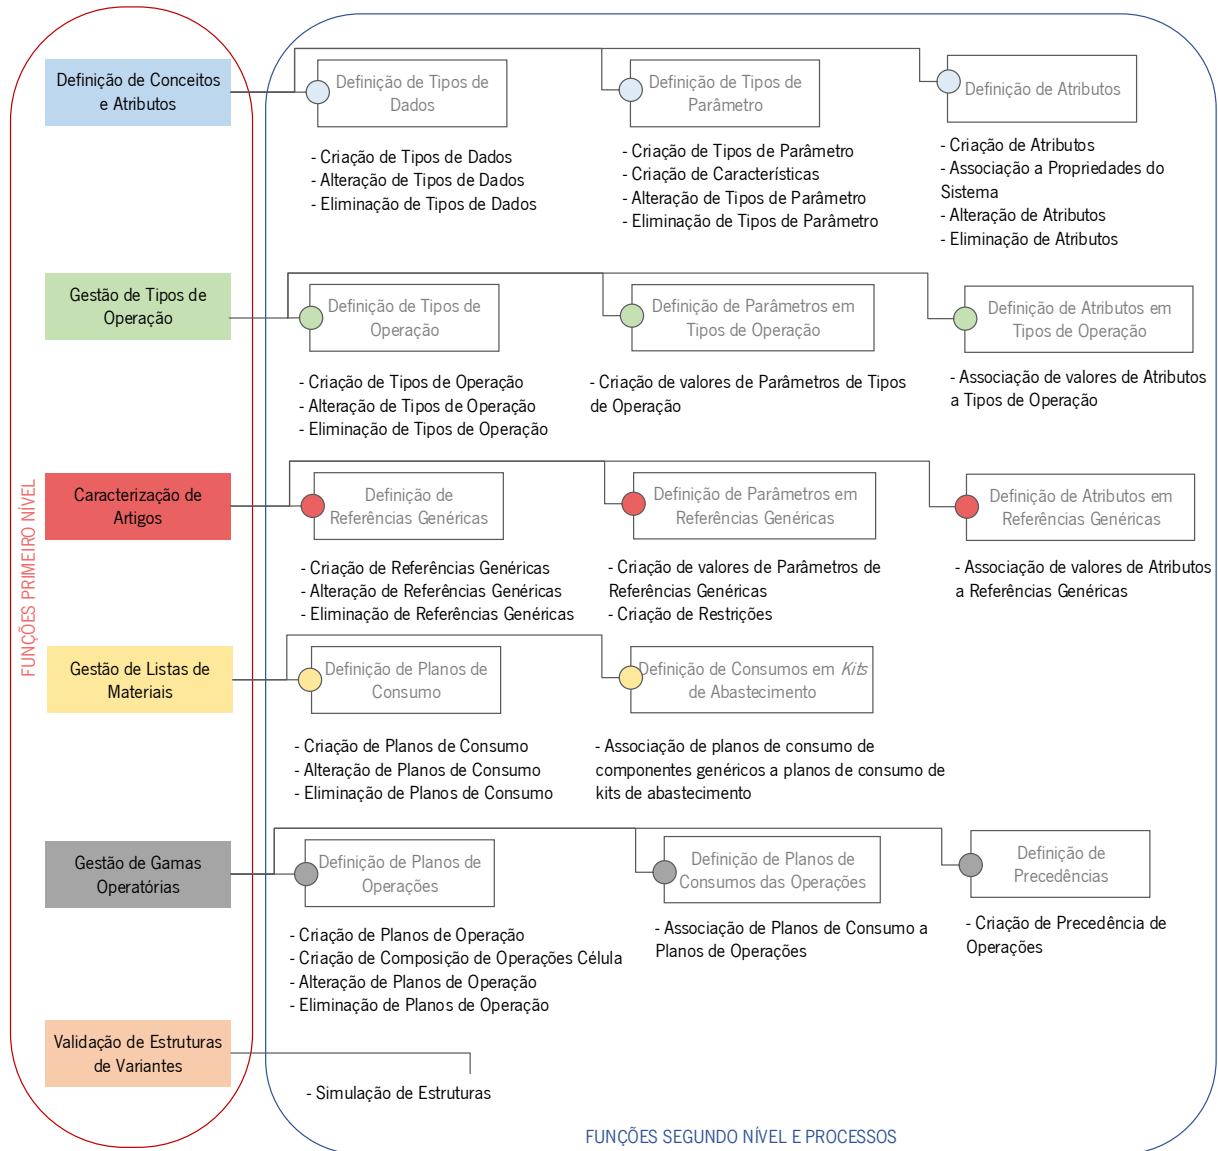 FUNÇÕES PRIMEIRO NÍVEL
Definição de Conceitos
e Atributos
Definição de Tipos de
Dados
- Criação de Tipos de Dados
- Alteração de Tipos de Dados
- Eliminação de Tipos de Dados
Definição de Tipos de
Parâmetro
- Criação de Tipos de Parâmetro
- Criação de Características
- Alteração de Tipos de Parâmetro
- Eliminação de Tipos de Parâmetro
Definição de Atributos
- Criação de Atributos
- Associação a Propriedades do
Sistema
- Alteração de Atributos
- Eliminação de Atributos
Gestão de Tipos de
Operação
Definição de Tipos de
Operação
- Criação de Tipos de Operação
- Alteração de Tipos de Operação
- Eliminação de Tipos de Operação
Definição de Parâmetros em
Tipos de Operação
- Criação de valores de Parâmetros de Tipos
de Operação
Definição de Atributos em
Tipos de Operação
- Associação de valores de Atributos
a Tipos de Operação
Caracterização de
Artigos
Definição de
Referências Genéricas
- Criação de Referências Genéricas
- Alteração de Referências Genéricas
- Eliminação de Referências Genéricas
Definição de Parâmetros em
Referências Genéricas
- Criação de valores de Parâmetros de
Referências Genéricas
- Criação de Restrições
Definição de Atributos em
Referências Genéricas
- Associação de valores de Atributos
a Referências Genéricas
Gestão de Listas de
Materiais
Definição de Planos de
Consumo
- Criação de Planos de Consumo
- Alteração de Planos de Consumo
- Eliminação de Planos de Consumo
Definição de Consumos em Kits
de Abastecimento
- Associação de planos de consumo de
componentes genéricos a planos de consumo de
kits de abastecimento
Gestão de Gamas
Operatórias
Definição de Planos de
Operações
- Criação de Planos de Operação
- Criação de Composição de Operações Célula
- Alteração de Planos de Operação
- Eliminação de Planos de Operação
Definição de Planos de
Consumos das Operações
- Associação de Planos de Consumo a
Planos de Operações
Definição de
Precedências
- Criação de Precedência de
Operações
Validação de Estruturas
de Variantes
- Simulação de Estruturas
FUNÇÕES SEGUNDO NÍVEL E PROCESSOS